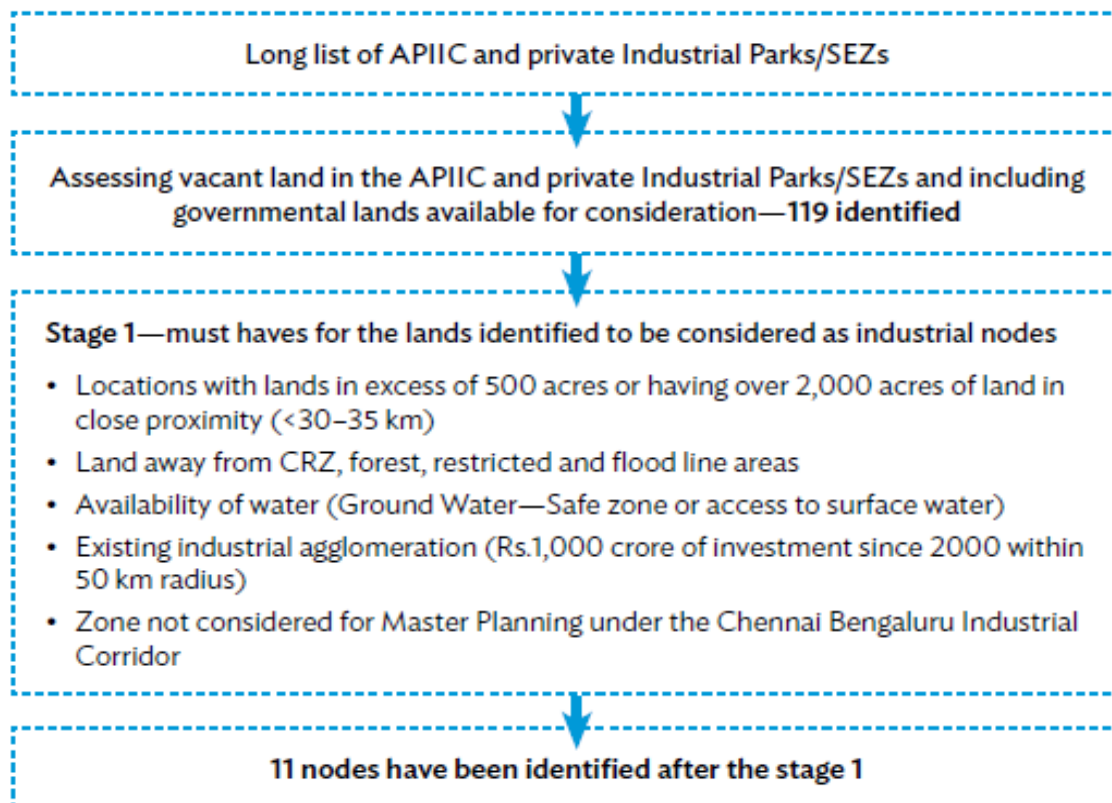 Long list of APIIC and private Industrial Parks/SEZs
Assessing vacant land in the APIIC and private Industrial Parks/SEZs and including
governmental lands available for consideration—119 identified
Stage 1—must haves for the lands identified to be considered as industrial nodes
• Locations with lands in excess of 500 acres or having over 2,000 acres of land in
close proximity (<30–35 km)
• Land away from CRZ, forest, restricted and flood line areas
• Availability of water (Ground Water—Safe zone or access to surface water)
• Existing industrial agglomeration (Rs.1,000 crore of investment since 2000 within
50 km radius)
• Zone not considered for Master Planning under the Chennai Bengaluru Industrial
Corridor
11 nodes have been identified after the stage 1